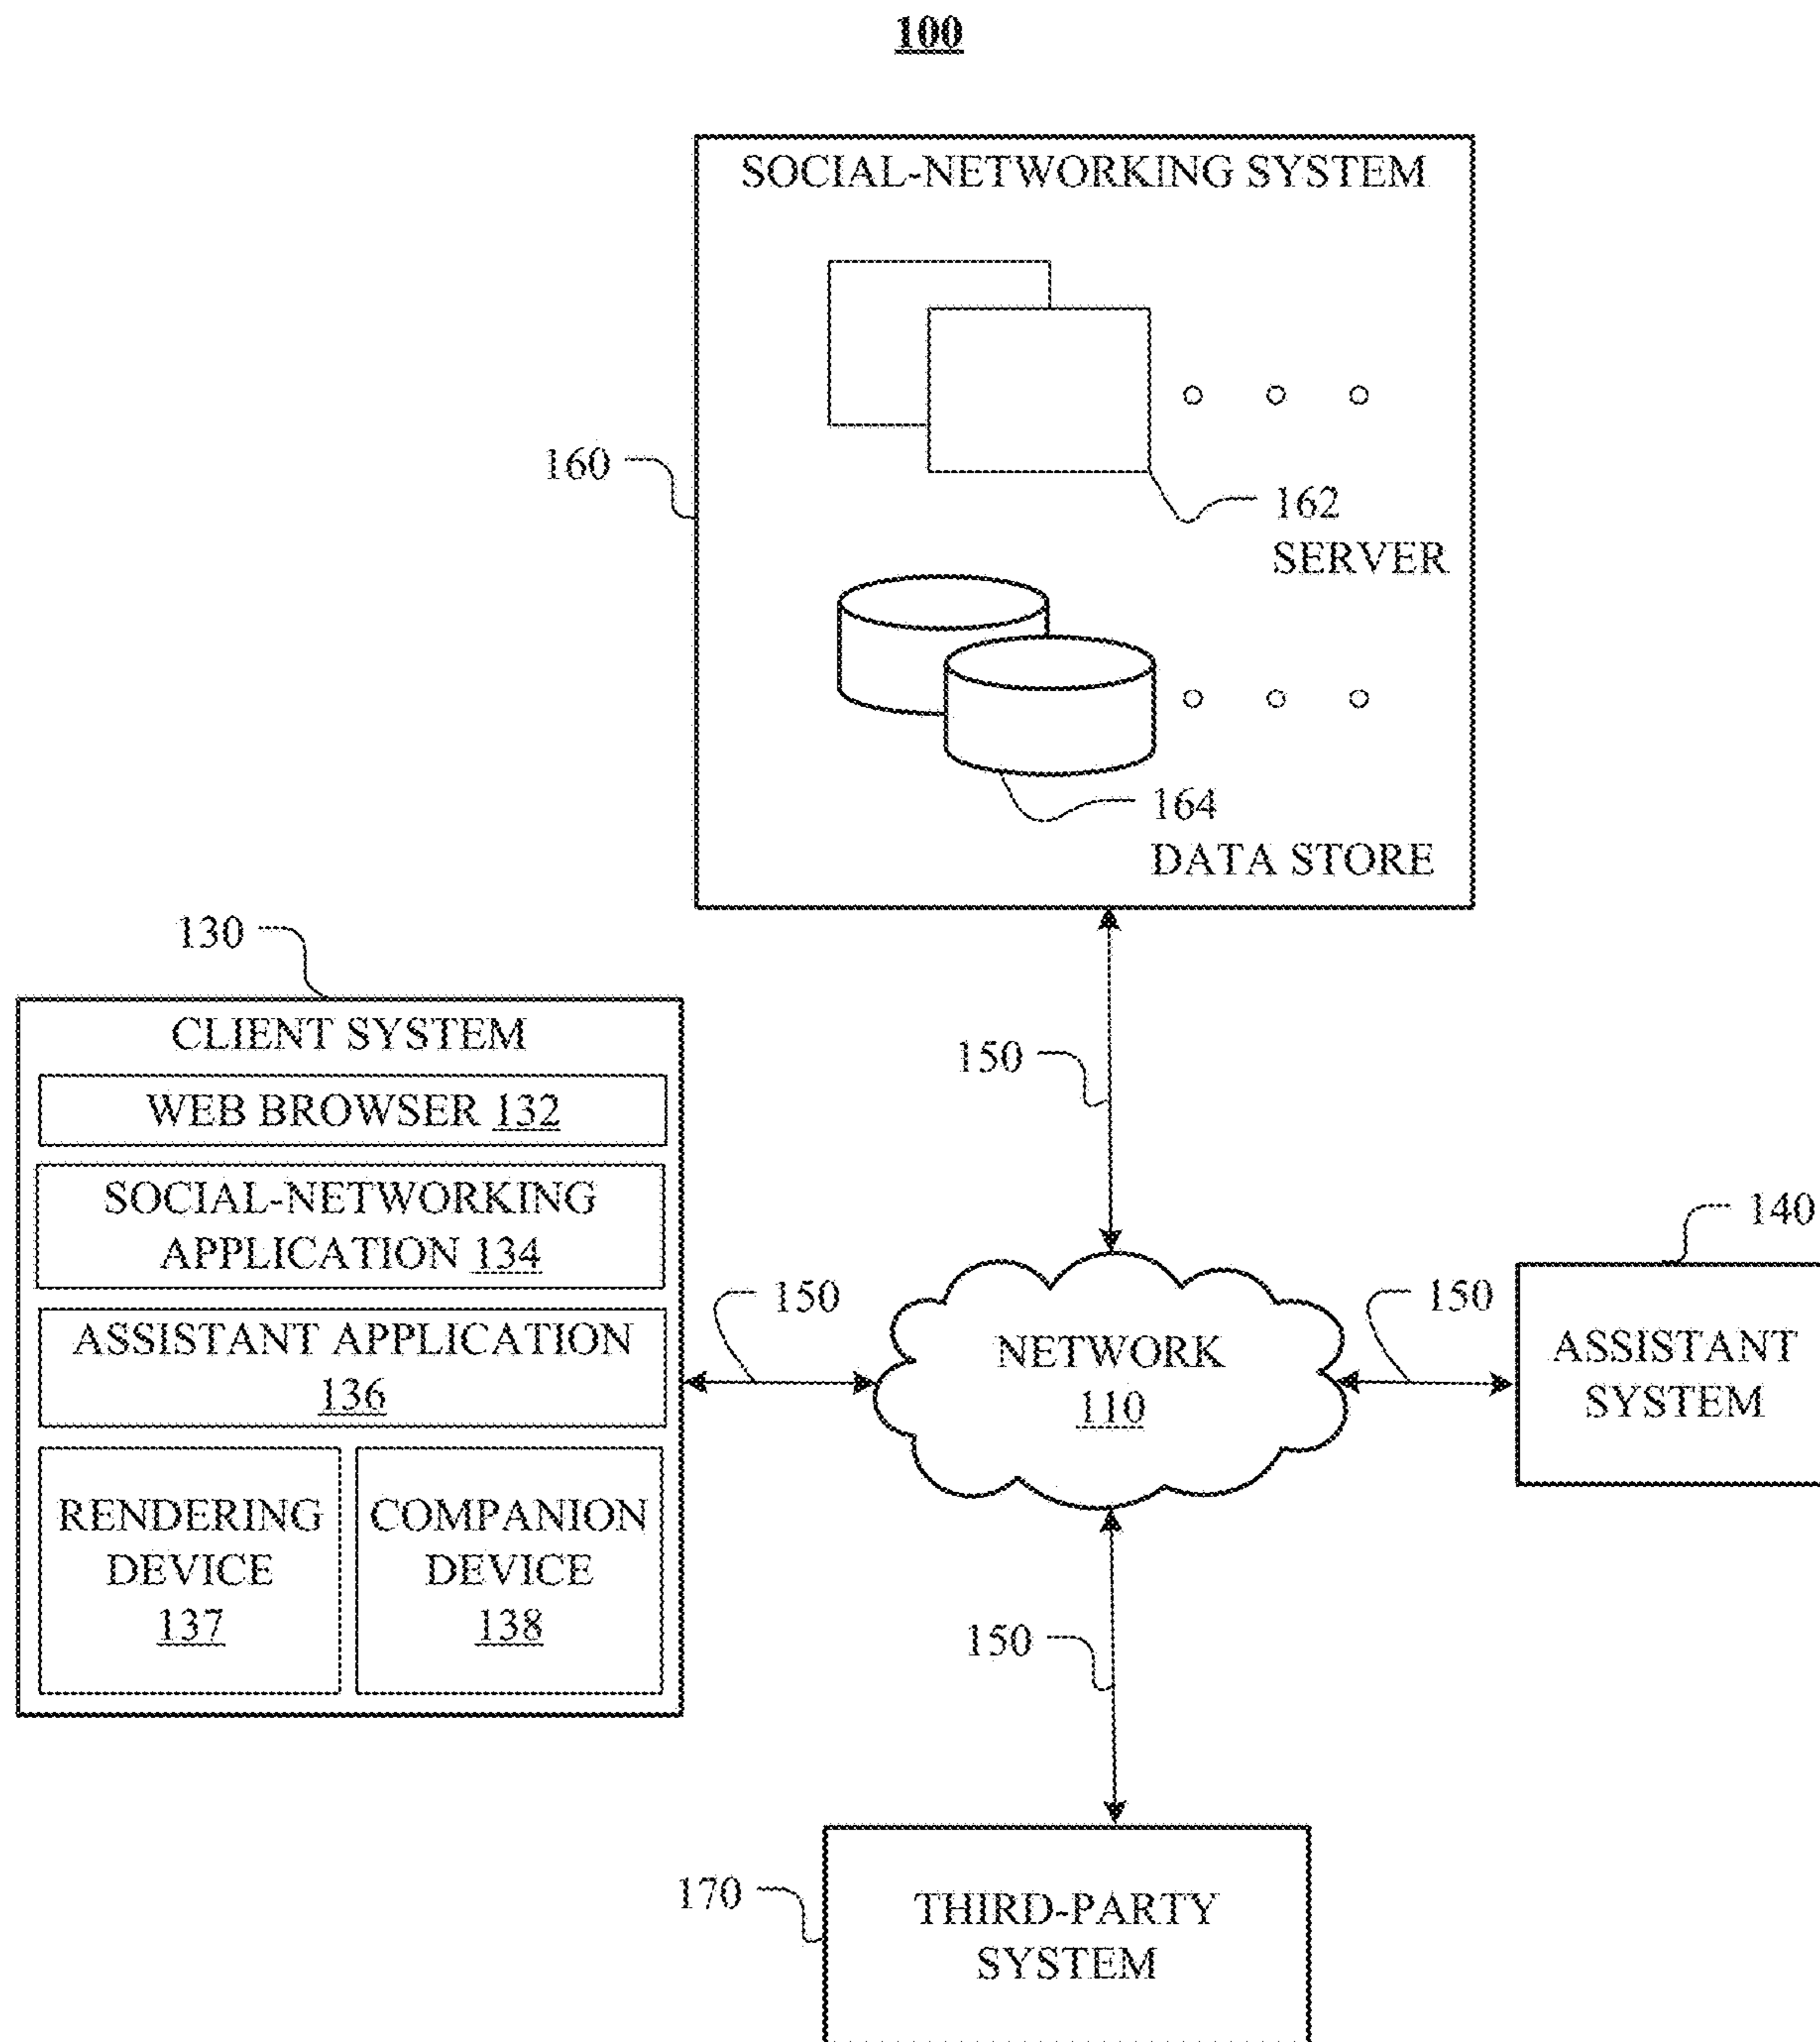 100
SOCIAL-NETWORKING SYSTEM
160
162
SERVER
164
DATA STORE
130
CLIENT SYSTEM
WEB BROWSER 132
SOCIAL-NETWORKING
APPLICATION 134
ASSISTANT APPLICATION
136
RENDERING
DEVICE
137
COMPANION
DEVICE
138
150
150
NETWORK
110
150
140
ASSISTANT
SYSTEM
150
170
THIRD-PARTY
SYSTEM